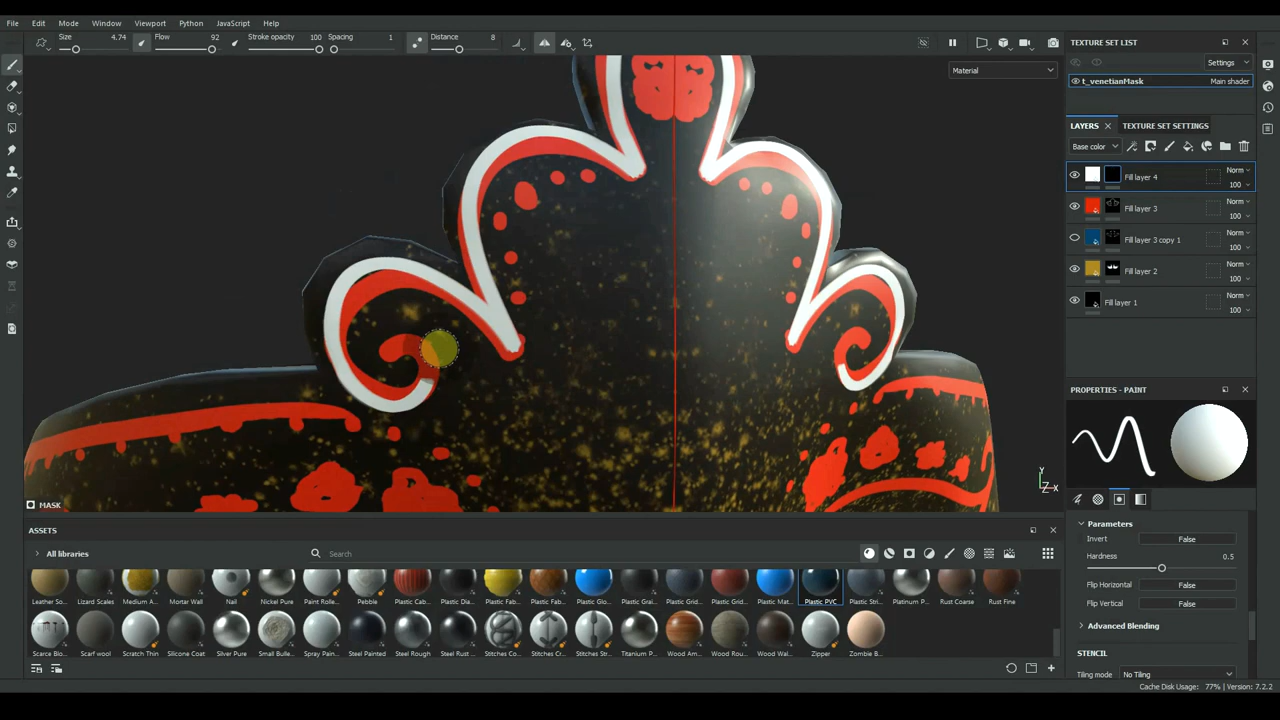 File Edit Mode Window Viewport Python JavaScript Help
Size 4.74 Flow 92 Stroke opacity 100 Spacing 1 Distance 8
Material
TEXTURE SET LIST
Settings
t_venetianMask Main shader
LAYERS TEXTURE SET SETTINGS
Base color
Norm
Fill layer 4
100
Norm
Fill layer 3
100
Norm
Fill layer 3 copy 1
100
Norm
Fill layer 2
100
Norm
Fill layer 1
100
PROPERTIES - PAINT
Y
Z X
MASK
Parameters
Invert False
Hardness 0.5
Flip Horizontal False
Flip Vertical False
Advanced Blending
STENCIL
Tiling mode No Tiling
ASSETS
All libraries Search
Leather So... Lizard Scales Medium A... Mortar Wall Nail Nickel Pure Paint Rolle... Pebble Plastic Cab... Plastic Dia... Plastic Fab... Plastic Fab... Plastic Glo... Plastic Grai... Plastic Grid... Plastic Grid... Plastic Mat... Plastic PVC Plastic Stri... Platinum P... Rust Coarse Rust Fine
Scarce Blo... Scarf wool Scratch Thin Silicone Coat Silver Pure Small Bulle... Spray Pain... Steel Painted Steel Rough Steel Rust ... Stitches Co... Stitches Cr... Stitches Str... Titanium P... Wood Am... Wood Rou... Wood Wal... Zipper Zombie B...
Cache Disk Usage: 77% | Version: 7.2.2